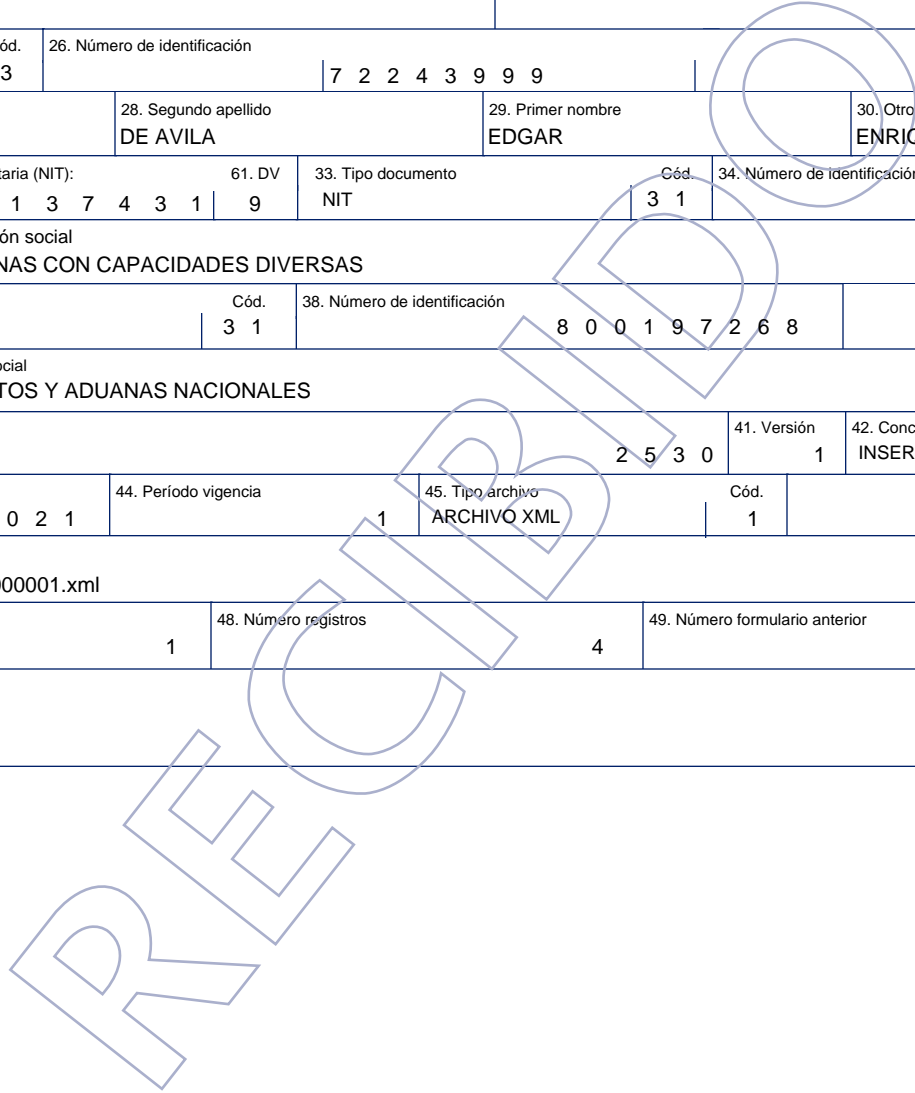 ód. 26. Número de identificación
3 7 2 2 4 3 9 9 9
28. Segundo apellido 29. Primer nombre 30. Otro
DE AVILA EDGAR ENRIC
taria (NIT): 61. DV 33. Tipo documento Cód. 34. Número de identificación
1 3 7 4 3 1 9 NIT 3 1
ón social
NAS CON CAPACIDADES DIVERSAS
Cód. 38. Número de identificación
3 1 8 0 0 1 9 7 2 6 8
ocial
TOS Y ADUANAS NACIONALES
41. Versión 42. Conc
2 5 3 0 1 INSER
44. Período vigencia 45. Tipo archivo Cód.
0 2 1 1 ARCHIVO XML 1
000001.xml
48. Número registros 49. Número formulario anterior
1 4
RECIBIDO